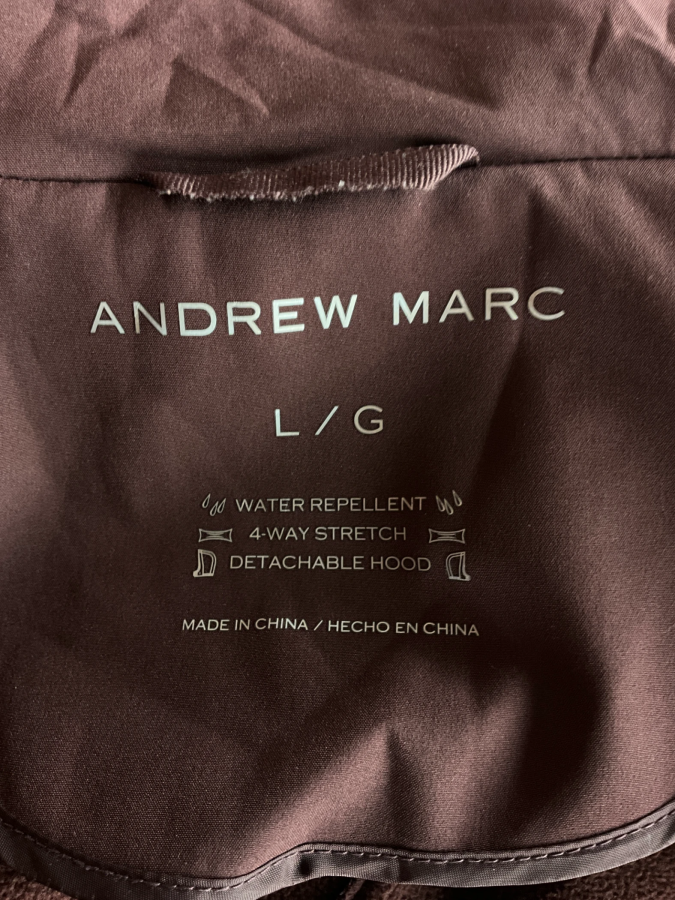 ANDREW MARC
L / G
WATER REPELLENT
4-WAY STRETCH
DETACHABLE HOOD
MADE IN CHINA / HECHO EN CHINA